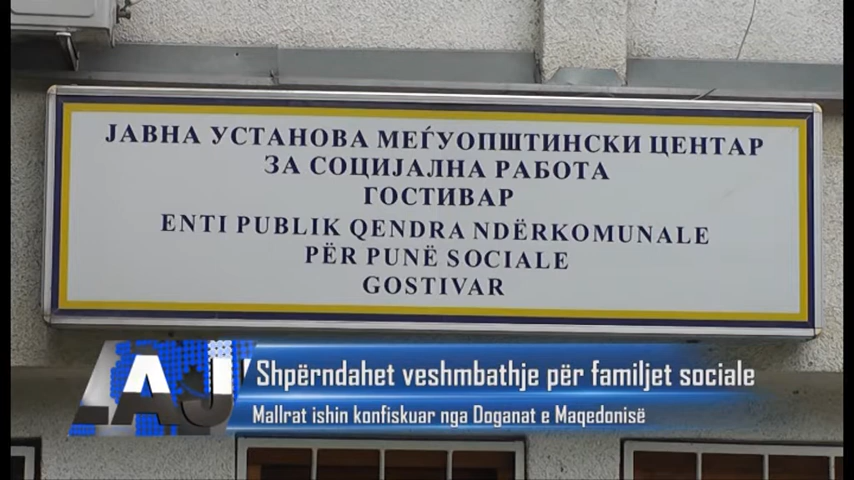 ЈАВНА УСТАНОВА МЕЃУОПШТИНСКИ ЦЕНТАР
ЗА СОЦИЈАЛНА РАБОТА
ГОСТИВАР
ENTI PUBLIK QENDRA NDËRKOMUNALE
PËR PUNË SOCIALE
GOSTIVAR
LAJ
Shpërndahet veshmbathje për familjet sociale
Mallrat ishin konfiskuar nga Doganat e Maqedonisë